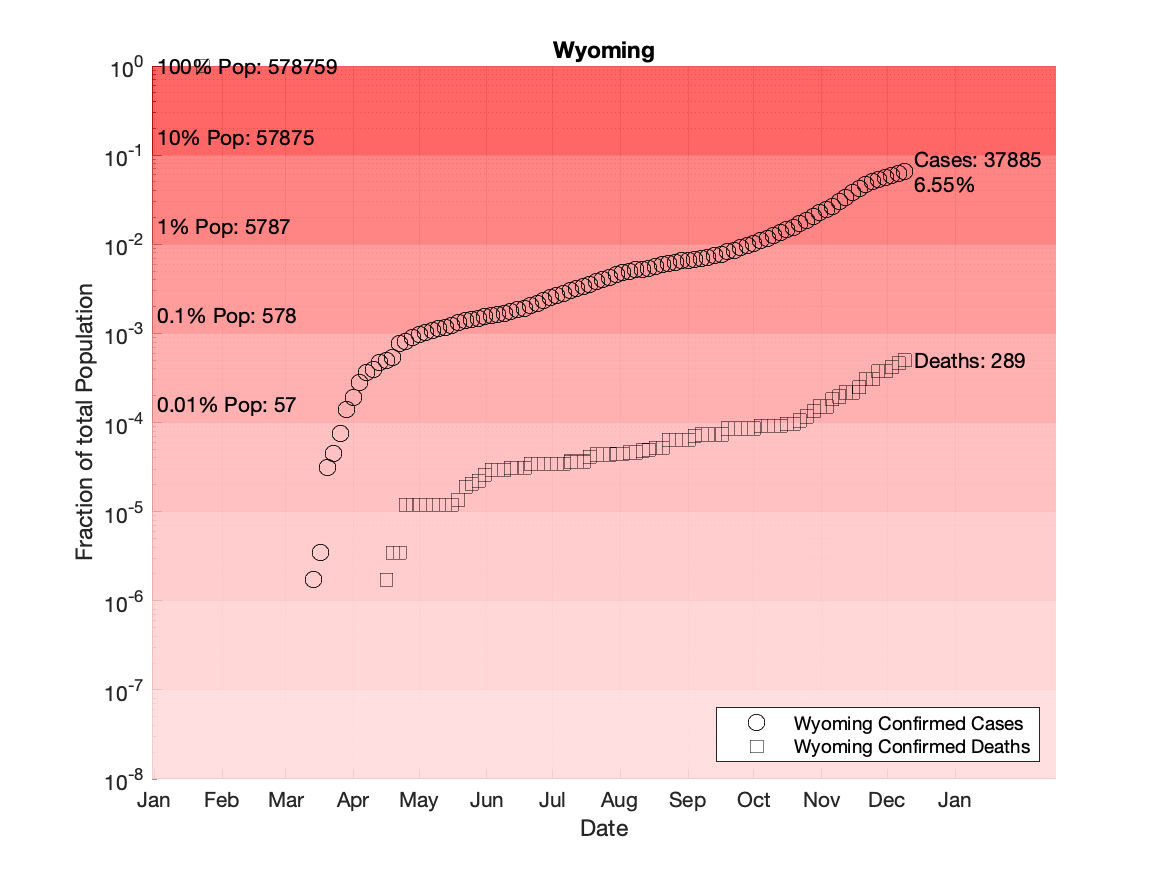 Wyoming
10^0
100% Pop: 578759
10% Pop: 57875
10^-1
Cases: 37885
6.55%
1% Pop: 5787
10^-2
0.1% Pop: 578
10^-3
Deaths: 289
0.01% Pop: 57
10^-4
10^-5
10^-6
10^-7
10^-8
Fraction of total Population
Wyoming Confirmed Cases
Wyoming Confirmed Deaths
Jan Feb Mar Apr May Jun Jul Aug Sep Oct Nov Dec Jan
Date